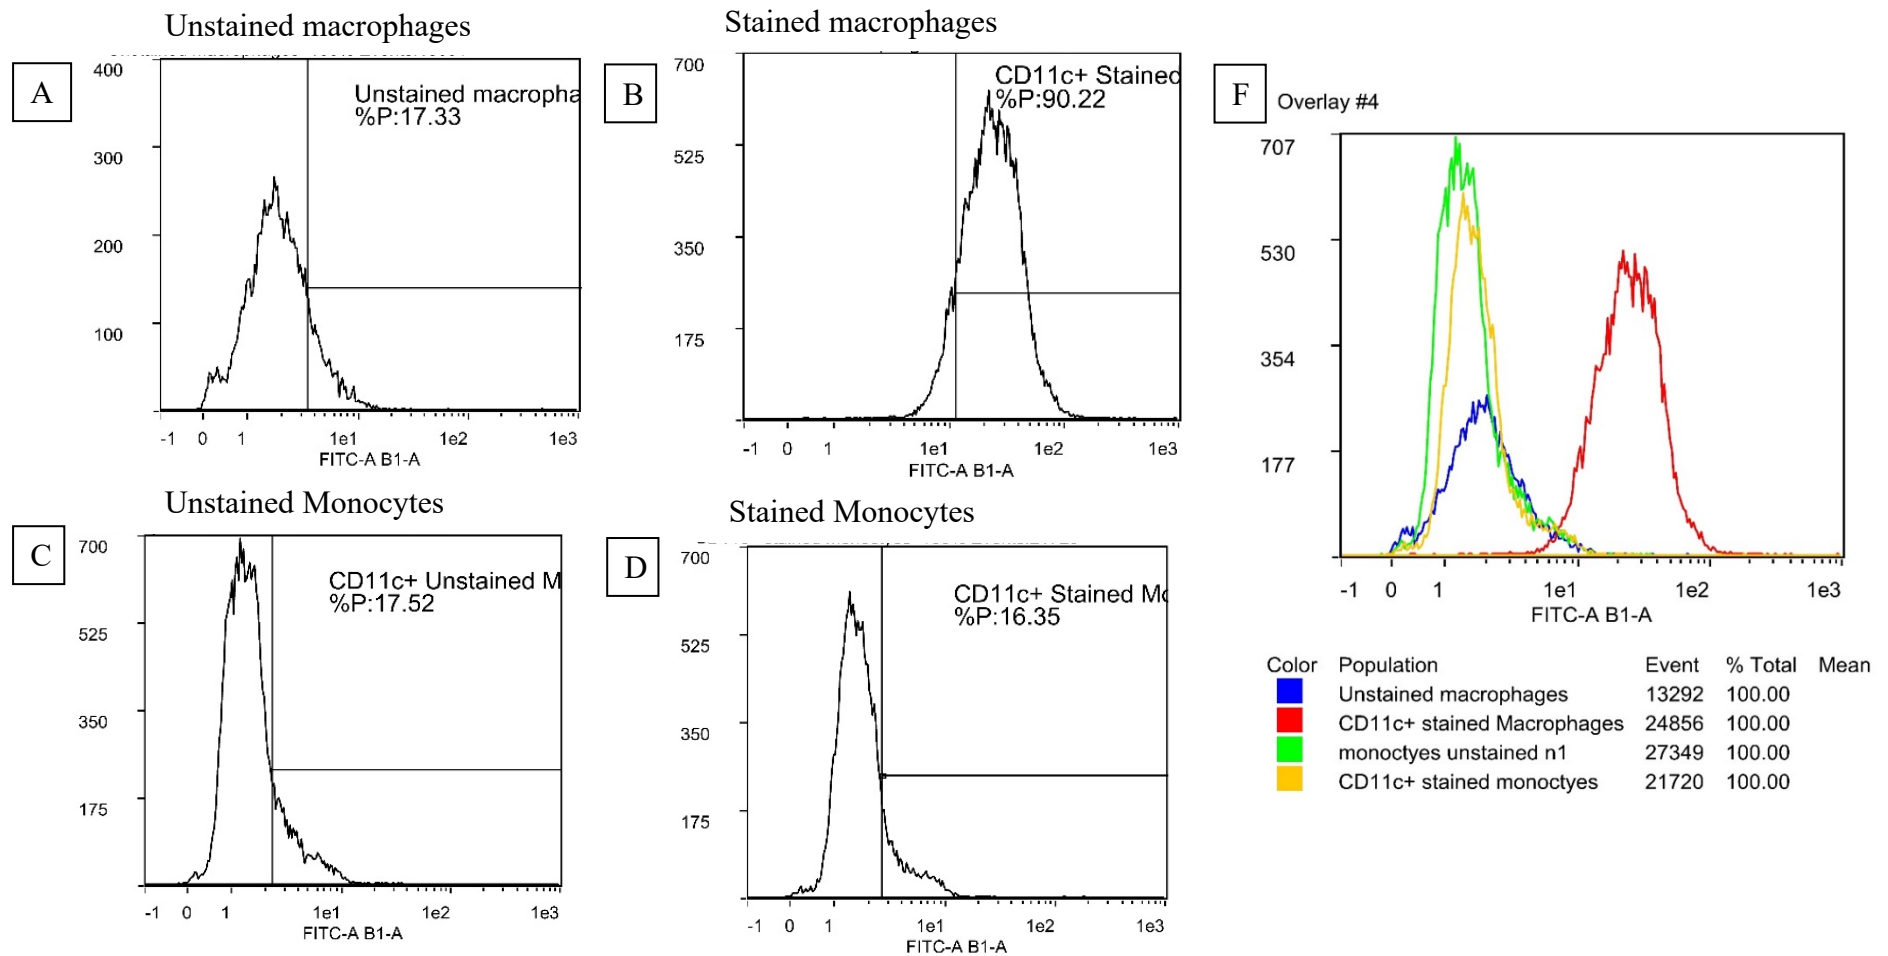 Unstained macrophages
A
400
300
200
100
Unstained macropha
%P:17.33
-1 0 1 1e1 1e2 1e3
FITC-A B1-A
Stained macrophages
B
700
525
350
175
CD11c+ Stained
%P:90.22
-1 0 1 1e1 1e2 1e3
FITC-A B1-A
Unstained Monocytes
C
700
525
350
175
CD11c+ Unstained M
%P:17.52
-1 0 1 1e1 1e2 1e3
FITC-A B1-A
Stained Monocytes
D
700
525
350
175
CD11c+ Stained Mo
%P:16.35
-1 0 1 1e1 1e2 1e3
FITC-A B1-A
F
Overlay #4
707
530
354
177
-1 0 1 1e1 1e2 1e3
FITC-A B1-A
Color Population Event % Total Mean
Unstained macrophages 13292 100.00
CD11c+ stained Macrophages 24856 100.00
monoctyes unstained n1 27349 100.00
CD11c+ stained monoctyes 21720 100.00